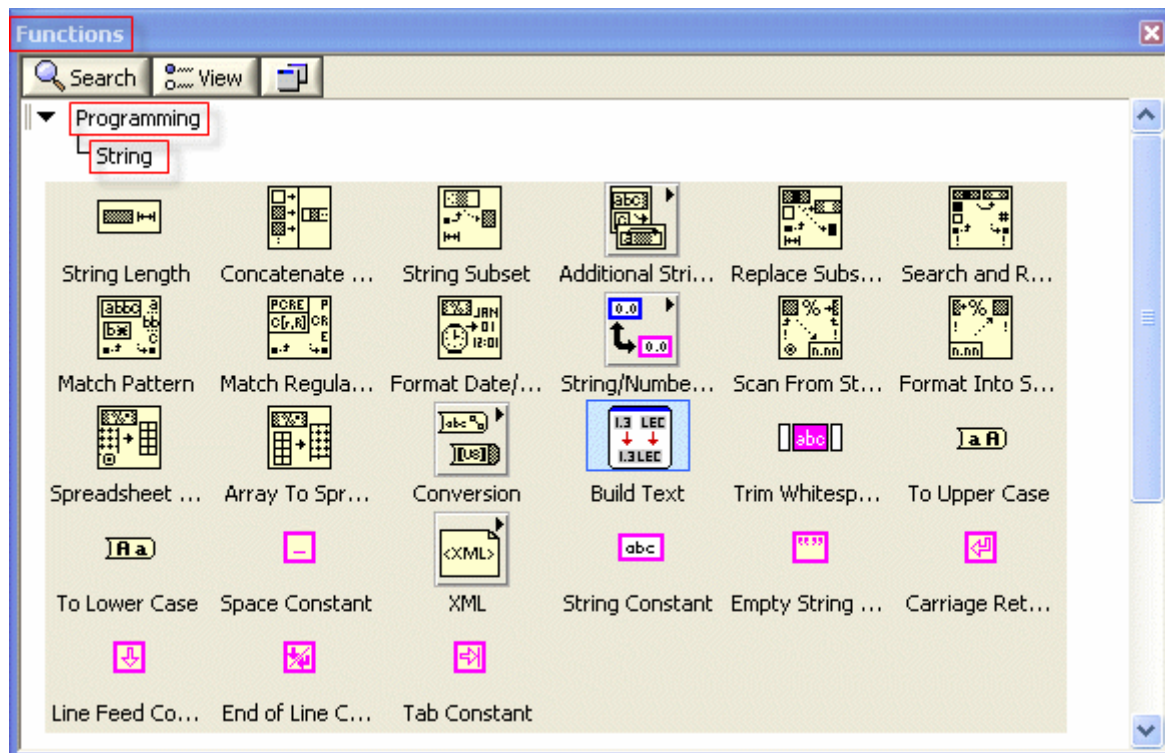 Functions
Search View
Programming
String
String Length Concatenate ... String Subset Additional Stri... Replace Subs... Search and R...
Match Pattern Match Regula... Format Date/... String/Numbe... Scan From St... Format Into S...
Spreadsheet ... Array To Spr... Conversion Build Text Trim Whitesp... To Upper Case
To Lower Case Space Constant XML String Constant Empty String ... Carriage Ret...
Line Feed Co... End of Line C... Tab Constant